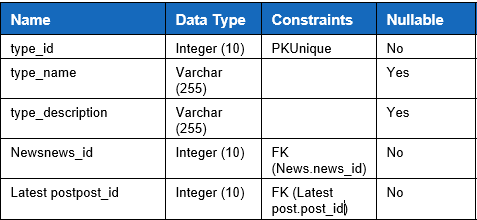 Name Data Type Constraints Nullable
type_id Integer (10) PKUnique No
type_name Varchar (255) Yes
type_description Varchar (255) Yes
Newsnews_id Integer (10) FK (News.news_id) No
Latest postpost_id Integer (10) FK (Latest post.post_id) No